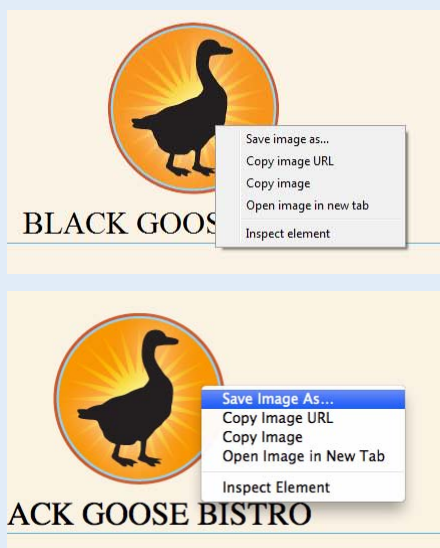 Save image as...
Copy image URL
Copy image
Open image in new tab
Inspect element
BLACK GOOS
Save Image As...
Copy Image URL
Copy Image
Open Image in New Tab
Inspect Element
ACK GOOSE BISTRO